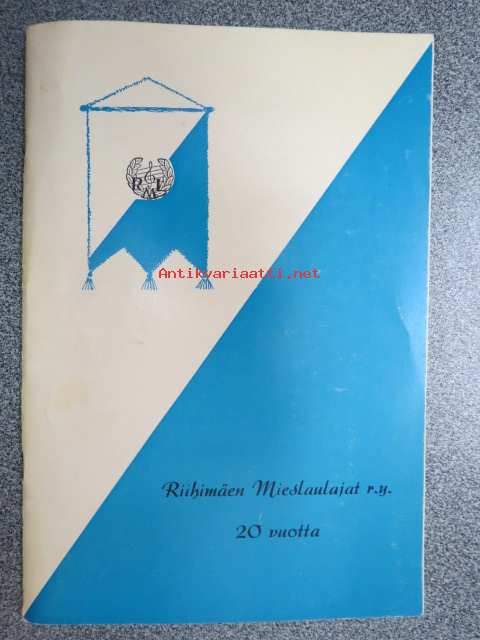 R L
M
Antikvariaatti.net
Riihimäen Mieslaulajat r.y.
20 vuotta